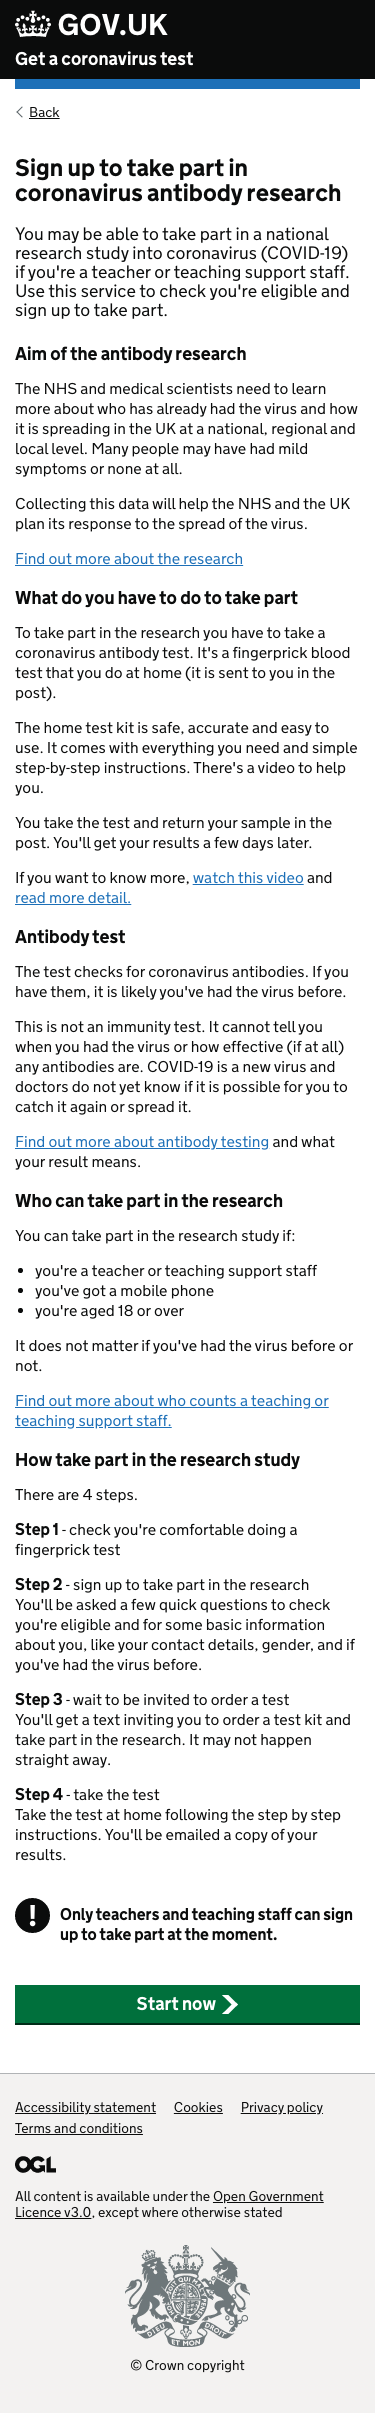 GOV.UK
Get a coronavirus test
Back
Sign up to take part in
coronavirus antibody research
You may be able to take part in a national
research study into coronavirus (COVID-19)
if you're a teacher or teaching support staff.
Use this service to check you're eligible and
sign up to take part.
Aim of the antibody research
The NHS and medical scientists need to learn
more about who has already had the virus and how
it is spreading in the UK at a national, regional and
local level. Many people may have had mild
symptoms or none at all.
Collecting this data will help the NHS and the UK
plan its response to the spread of the virus.
Find out more about the research
What do you have to do to take part
To take part in the research you have to take a
coronavirus antibody test. It's a fingerprick blood
test that you do at home (it is sent to you in the
post).
The home test kit is safe, accurate and easy to
use. It comes with everything you need and simple
step-by-step instructions. There's a video to help
you.
You take the test and return your sample in the
post. You'll get your results a few days later.
If you want to know more, watch this video and
read more detail.
Antibody test
The test checks for coronavirus antibodies. If you
have them, it is likely you've had the virus before.
This is not an immunity test. It cannot tell you
when you had the virus or how effective (if at all)
any antibodies are. COVID-19 is a new virus and
doctors do not yet know if it is possible for you to
catch it again or spread it.
Find out more about antibody testing and what
your result means.
Who can take part in the research
You can take part in the research study if:
• you're a teacher or teaching support staff
• you've got a mobile phone
• you're aged 18 or over
It does not matter if you've had the virus before or
not.
Find out more about who counts a teaching or
teaching support staff.
How take part in the research study
There are 4 steps.
Step 1 - check you're comfortable doing a
fingerprick test
Step 2 - sign up to take part in the research
You'll be asked a few quick questions to check
you're eligible and for some basic information
about you, like your contact details, gender, and if
you've had the virus before.
Step 3 - wait to be invited to order a test
You'll get a text inviting you to order a test kit and
take part in the research. It may not happen
straight away.
Step 4 - take the test
Take the test at home following the step by step
instructions. You'll be emailed a copy of your
results.
! Only teachers and teaching staff can sign
up to take part at the moment.
Start now
Accessibility statement Cookies Privacy policy
Terms and conditions
OGL
All content is available under the Open Government
Licence v3.0, except where otherwise stated
DIEU ET MON DROIT
© Crown copyright